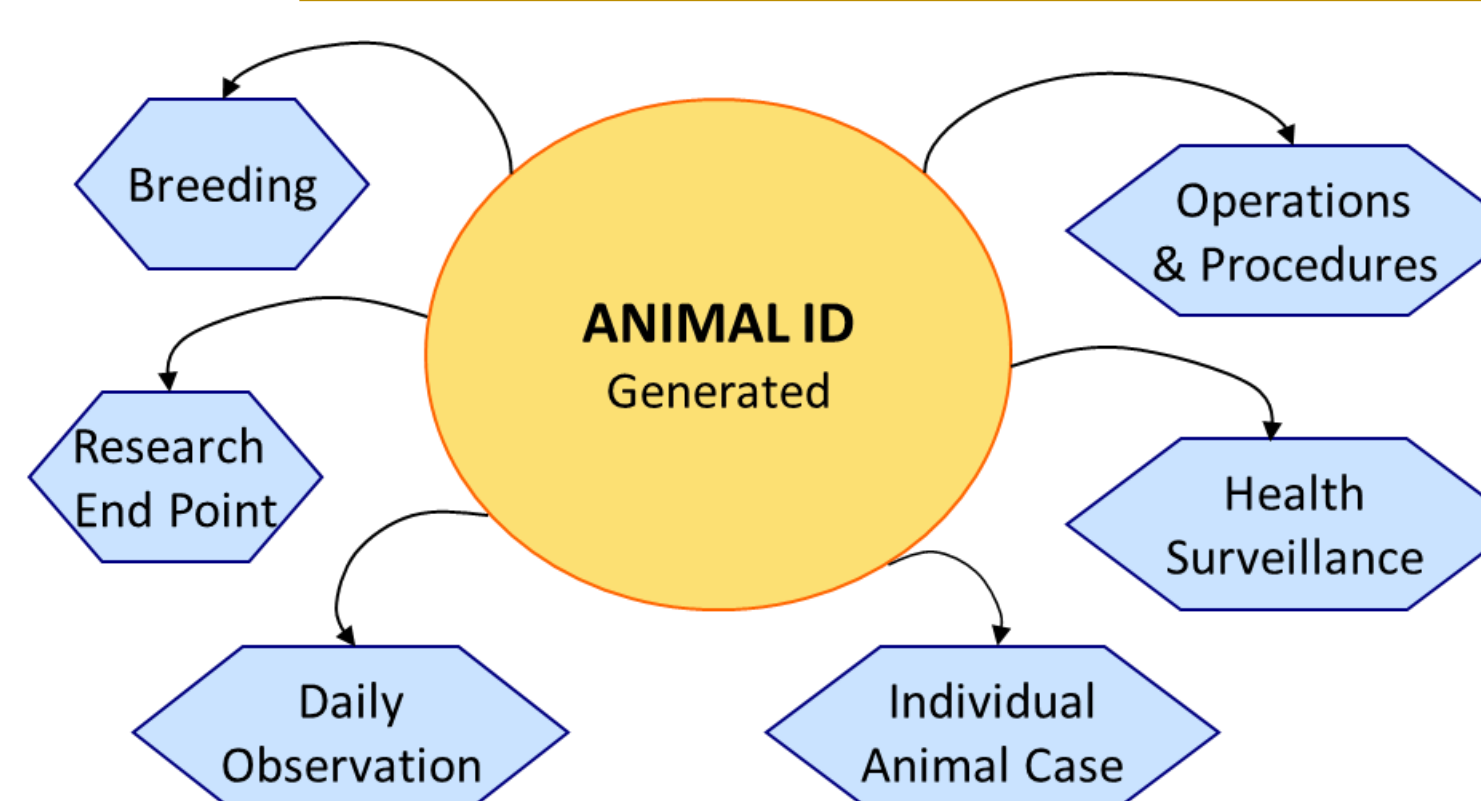 Breeding
Operations
& Procedures
ANIMAL ID
Generated
Research
End Point
Health
Surveillance
Daily
Observation
Individual
Animal Case